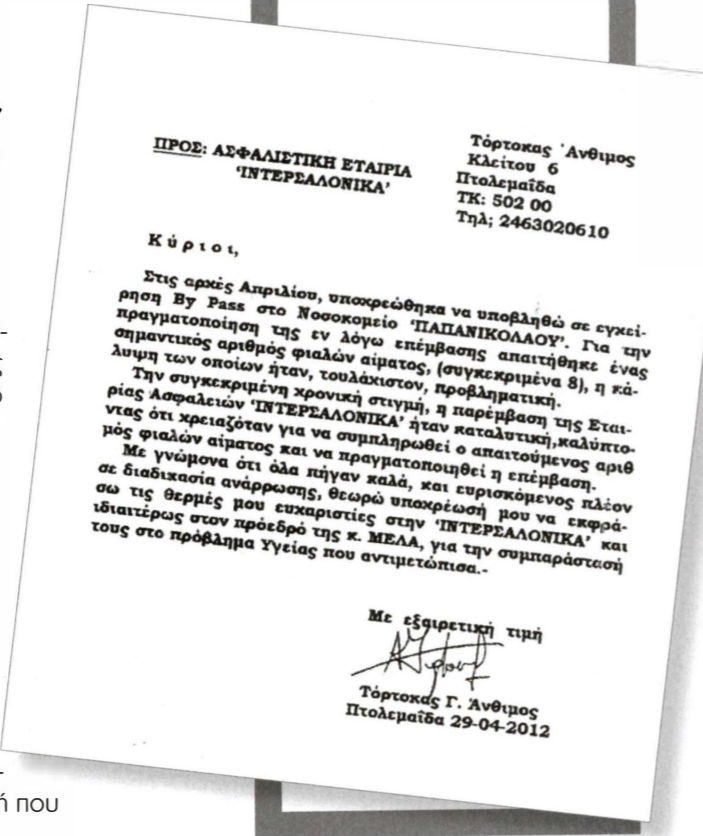 ΠΡΟΣ: ΑΣΦΑΛΙΣΤΙΚΗ ΕΤΑΙΡΙΑ
‘ΙΝΤΕΡΣΑΛΟΝΙΚΑ’
Τόρτοκας ΄Ανθιμος
Κλείτου 6
Πτολεμαΐδα
ΤΚ: 502 00
Τηλ; 2463020610
Κύριοι,
Στις αρχές Απριλίου, υποχρεώθηκα να υποβληθώ σε εγχεί-
ρηση By Pass στο Νοσοκομείο ‘ΠΑΠΑΝΙΚΟΛΑΟΥ’. Για την
πραγματοποίηση της εν λόγω επέμβασης απαιτήθηκε ένας
σημαντικός αριθμός φιαλών αίματος, (συγκεκριμένα 8), η κά-
λυψη των οποίων ήταν, τουλάχιστον, προβληματική.
Την συγκεκριμένη χρονική στιγμή, η παρέμβαση της Εται-
ρίας Ασφαλειών ‘ΙΝΤΕΡΣΑΛΟΝΙΚΑ’ ήταν καταλυτική,καλύπτο-
ντας ότι χρειαζόταν για να συμπληρωθεί ο απαιτούμενος αριθ
μός φιαλών αίματος και να πραγματοποιηθεί η επέμβαση.
Με γνώμονα ότι όλα πήγαν καλά, και ευρισκόμενος πλέον
σε διαδικασία ανάρρωσης, θεωρώ υποχρέωσή μου να εκφρά-
σω τις θερμές μου ευχαριστίες στην ‘ΙΝΤΕΡΣΑΛΟΝΙΚΑ’ και
ιδιαιτέρως στον πρόεδρό της κ. ΜΕΛΑ, για την συμπαράστασή
τους στο πρόβλημα Υγείας που αντιμετώπισα.-
Με εξαιρετική τιμή
Τόρτοκας Γ. Άνθιμος
Πτολεμαΐδα 29-04-2012
ή που